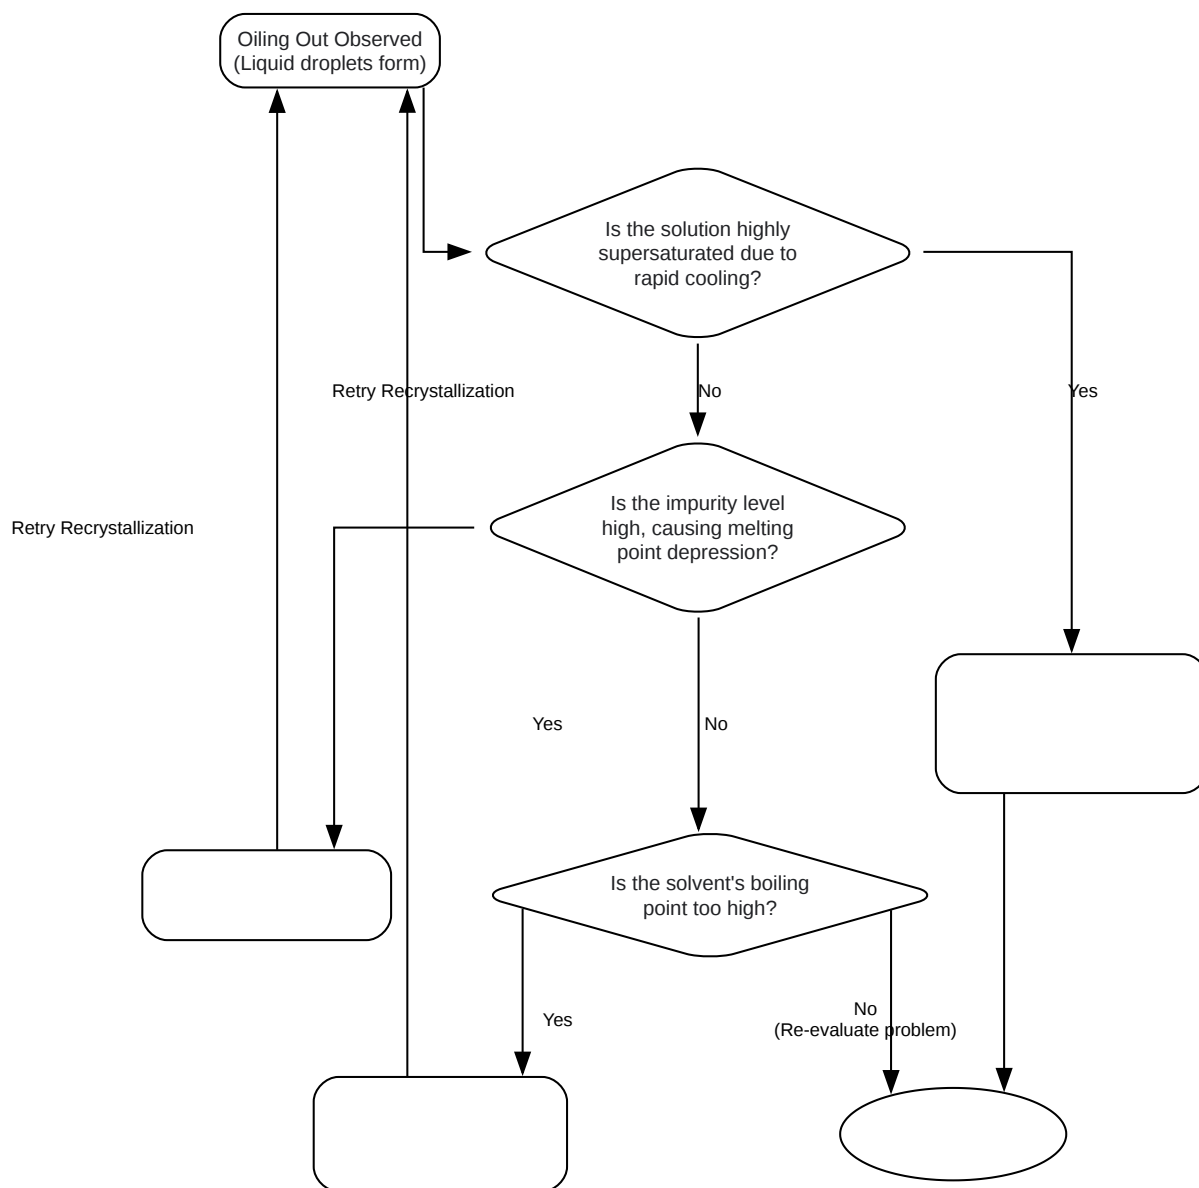 Oiling Out Observed
(Liquid droplets form)
Is the solution highly
supersaturated due to
rapid cooling?
Retry Recrystallization
No
Yes
Is the impurity level
high, causing melting
point depression?
Retry Recrystallization
Yes
No
Is the solvent's boiling
point too high?
Yes
No
(Re-evaluate problem)